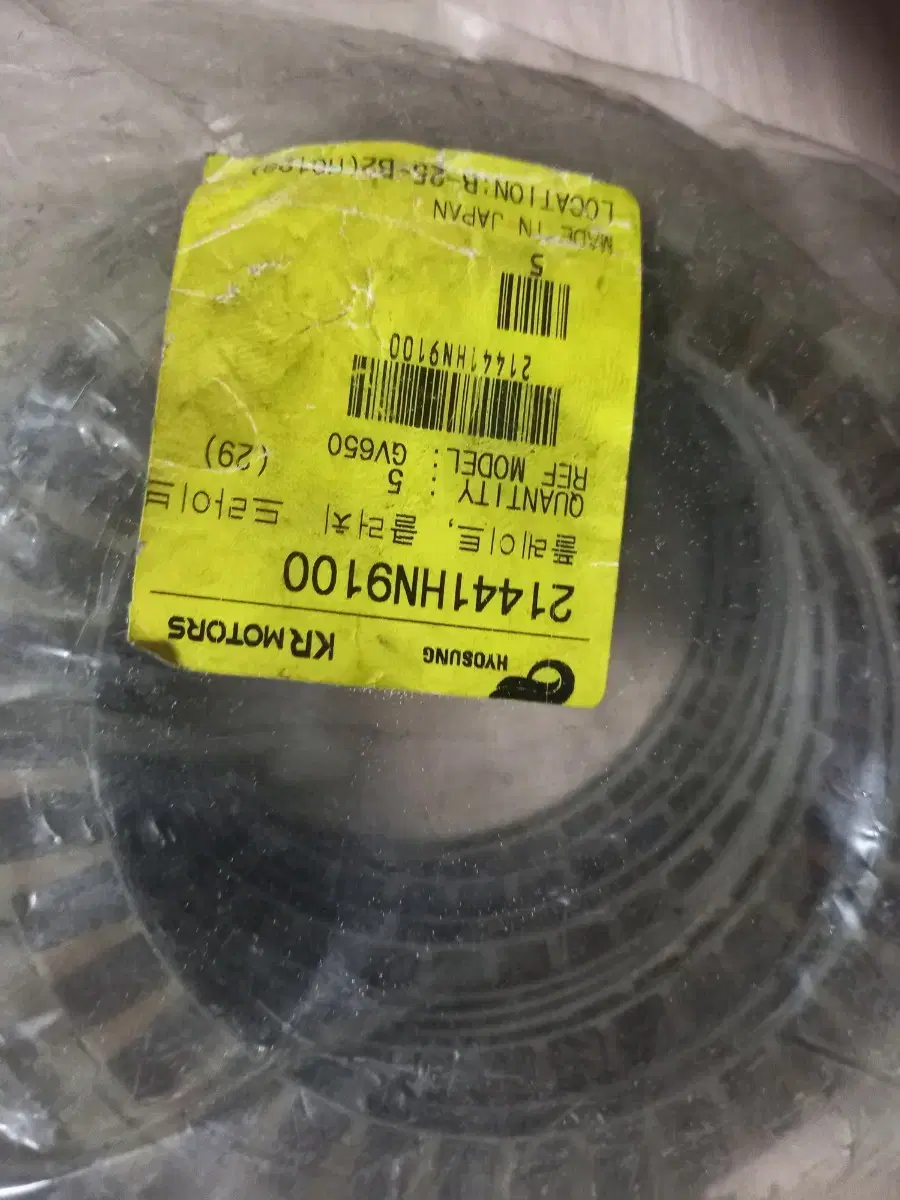 HYOSUNG KR MOTORS
21441HN9100
플레이트, 클러치 드라이브
QUANTITY : 5 (29)
REF MODEL : GV650
21441HN9100
5
MADE IN JAPAN